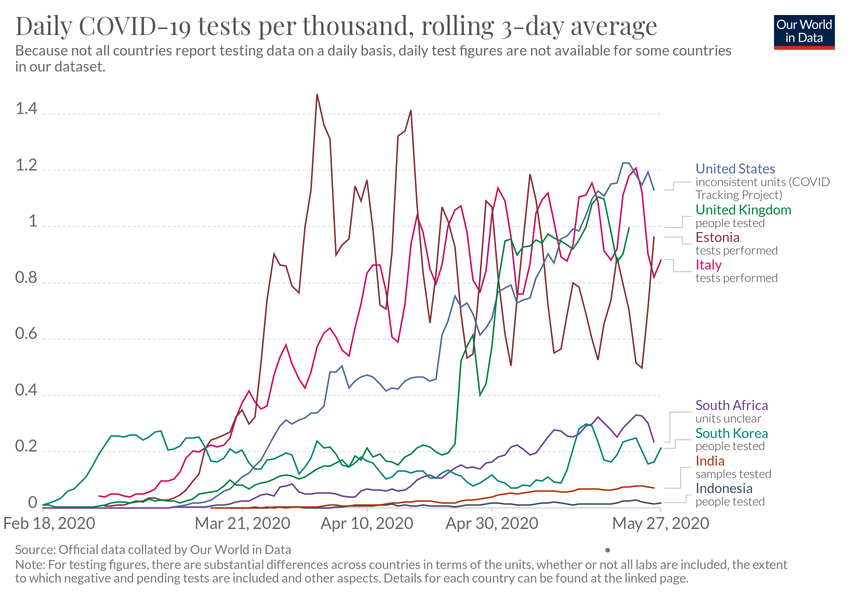 Daily COVID-19 tests per thousand, rolling 3-day average
Our World
in Data
Because not all countries report testing data on a daily basis, daily test figures are not available for some countries
in our dataset.
1.4
1.2
1
0.8
0.6
0.4
0.2
0
United States
inconsistent units (COVID
Tracking Project)
United Kingdom
people tested
Estonia
tests performed
Italy
tests performed
South Africa
units unclear
South Korea
people tested
India
samples tested
Indonesia
people tested
Feb 18, 2020
Mar 21, 2020
Apr 10, 2020
Apr 30, 2020
May 27, 2020
Source: Official data collated by Our World in Data
Note: For testing figures, there are substantial differences across countries in terms of the units, whether or not all labs are included, the extent
to which negative and pending tests are included and other aspects. Details for each country can be found at the linked page.